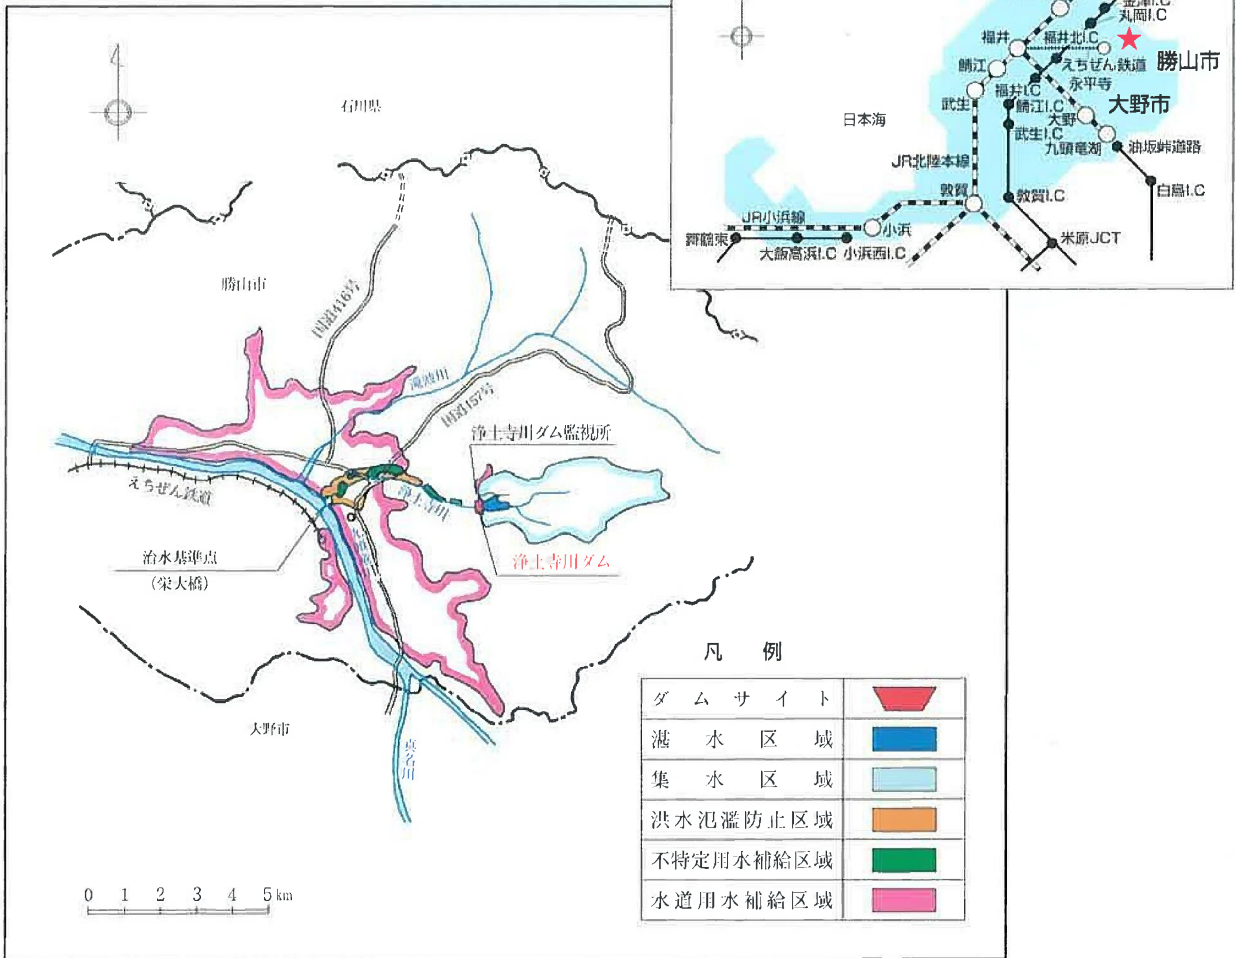 石川県
勝山市
国道416号
滝波川
国道157号
浄土寺川ダム監視所
えちぜん鉄道
浄土寺川
治水基準点
(栄大橋)
浄土寺川ダム
九頭竜川
大野市
真名川
0 1 2 3 4 5 km
凡 例
ダムサイト
湛水区域
集水区域
洪水氾濫防止区域
不特定用水補給区域
水道用水補給区域
金津I.C
丸岡I.C
福井
福井北I.C
えちぜん鉄道
勝山市
鯖江
永平寺
福井I.C
武生
鯖江I.C
大野市
大野
日本海
武生I.C
九頭竜湖
油坂峠道路
JR北陸本線
敦賀
敦賀I.C
白鳥I.C
JR小浜線
小浜
舞鶴東
大飯高浜I.C
小浜西I.C
米原JCT